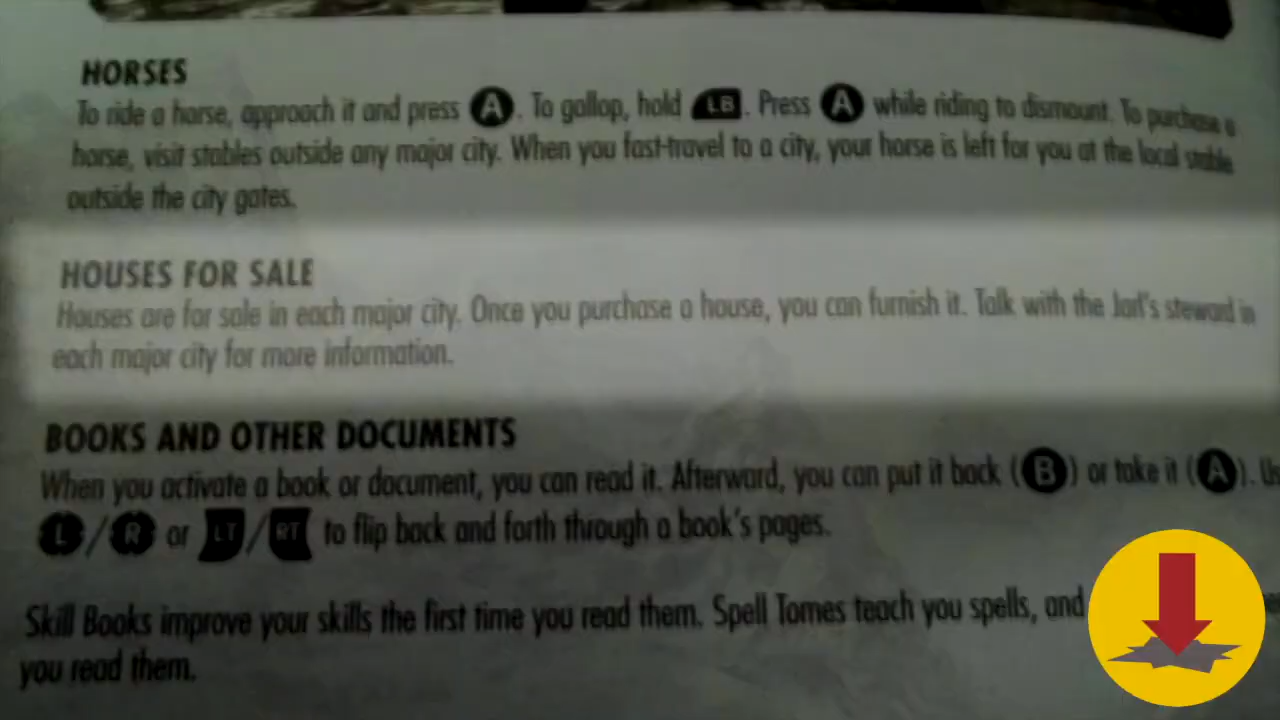 HORSES
To ride a horse, approach it and press A. To gallop, hold LB. Press A while riding to dismount. To purchase a
horse, visit stables outside any major city. When you fast-travel to a city, your horse is left for you at the local stable
outside the city gates.
HOUSES FOR SALE
Houses are for sale in each major city. Once you purchase a house, you can furnish it. Talk with the Jarl's steward in
each major city for more information.
BOOKS AND OTHER DOCUMENTS
When you activate a book or document, you can read it. Afterward, you can put it back (B) or take it (A).
L/R or LT/RT to flip back and forth through a book's pages.
Skill Books improve your skills the first time you read them. Spell Tomes teach you spells, and
you read them.